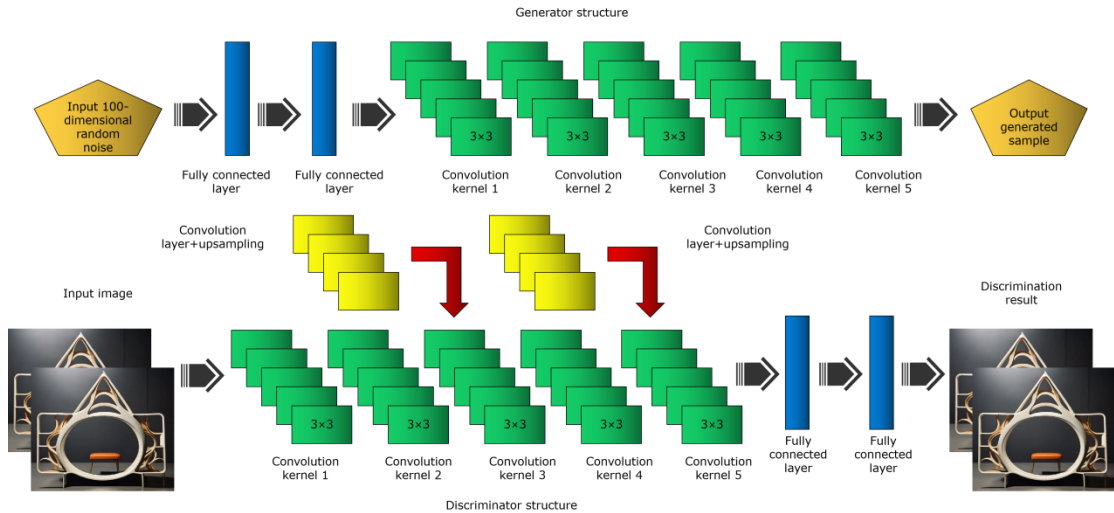 Generator structure
Input 100-
dimensional
random
noise
3×3
3×3
3×3
3×3
3×3
Output
generated
sample
Fully connected
layer
Fully connected
layer
Convolution
kernel 1
Convolution
kernel 2
Convolution
kernel 3
Convolution
kernel 4
Convolution
kernel 5
Convolution
layer+upsampling
Convolution
layer+upsampling
Input image
Discrimination
result
3×3
3×3
3×3
3×3
3×3
Convolution
kernel 1
Convolution
kernel 2
Convolution
kernel 3
Convolution
kernel 4
Convolution
kernel 5
Fully
connected
layer
Fully
connected
layer
Discriminator structure